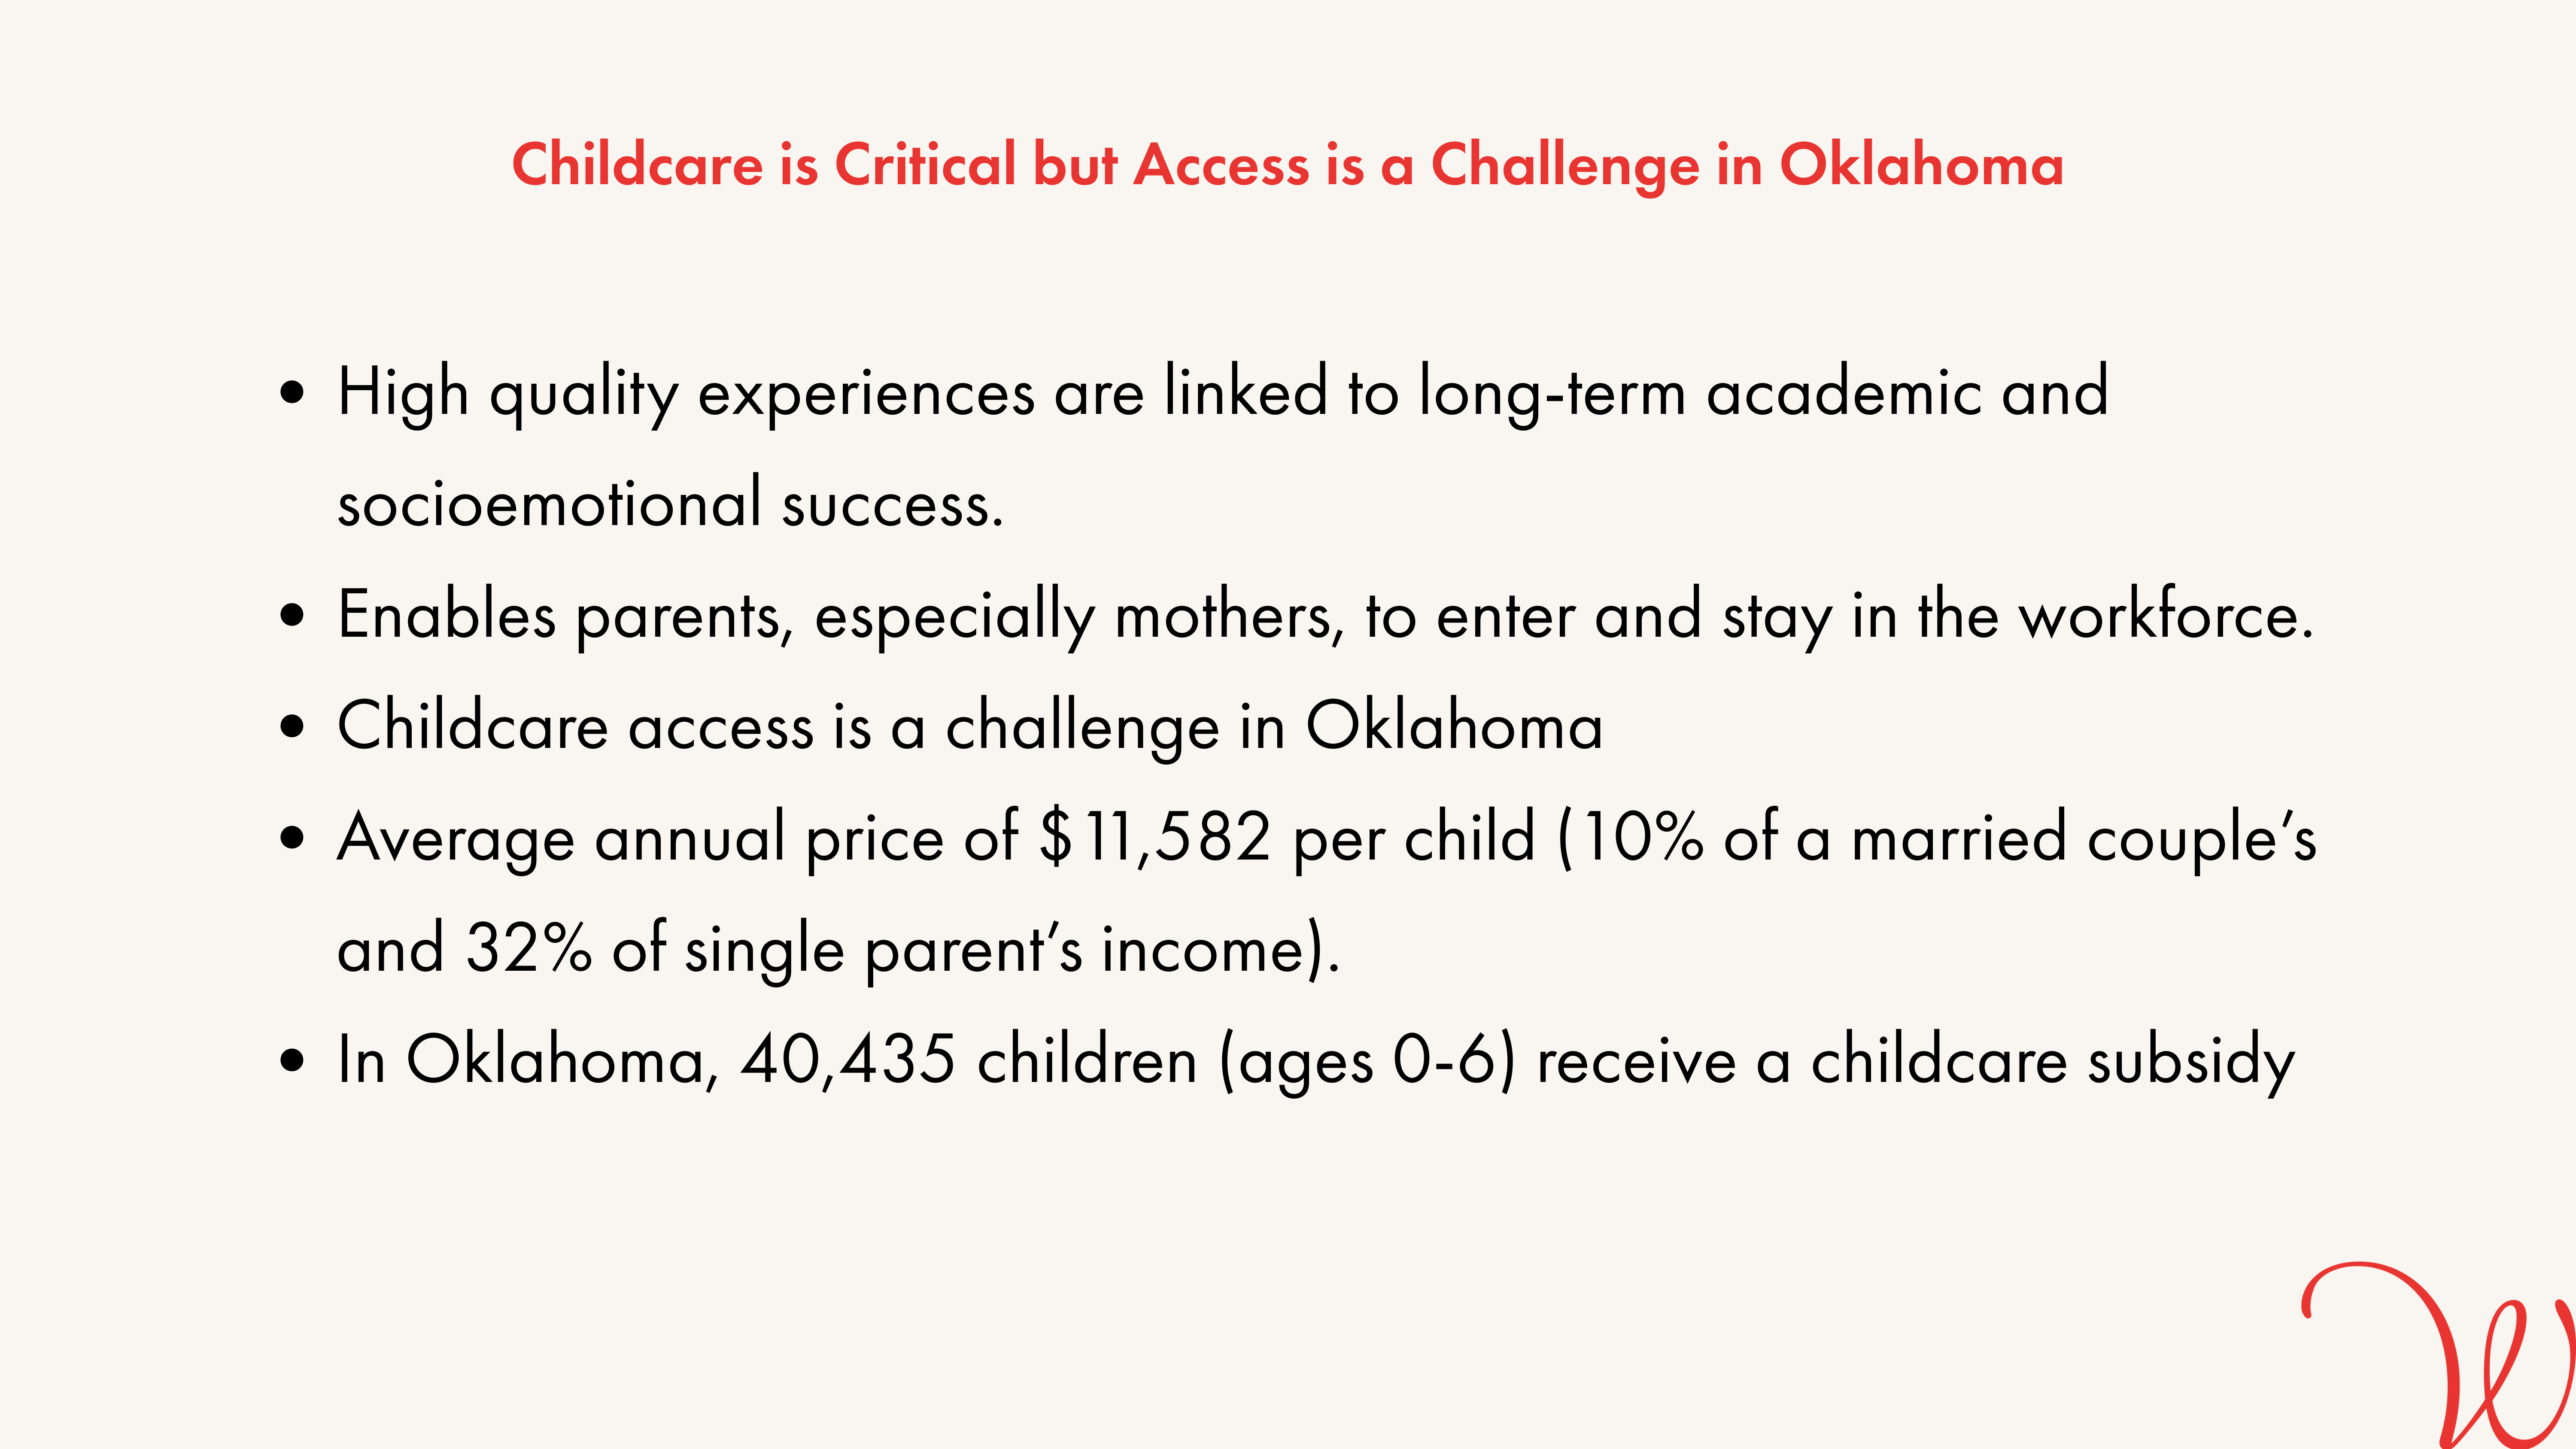 Childcare is Critical but Access is a Challenge in Oklahoma
• High quality experiences are linked to long-term academic and
socioemotional success.
• Enables parents, especially mothers, to enter and stay in the workforce.
• Childcare access is a challenge in Oklahoma
• Average annual price of $11,582 per child (10% of a married couple’s
and 32% of single parent’s income).
• In Oklahoma, 40,435 children (ages 0-6) receive a childcare subsidy
W